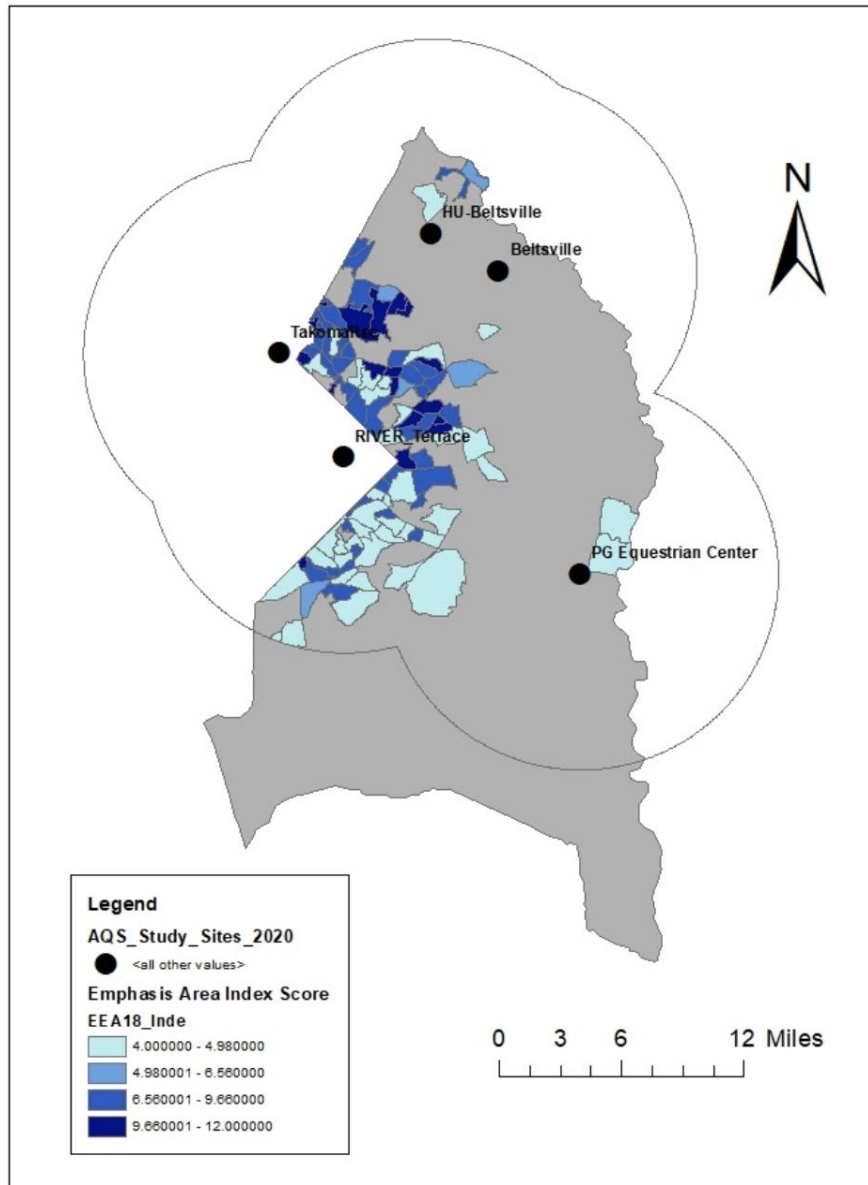 N
HU-Beltsville
Beltsville
RIVER_Terrace
PG Equestrian Center
Legend
AQS_Study_Sites_2020
<all other values>
Emphasis Area Index Score
EEA18_Inde
4.000000 - 4.980000
4.980001 - 6.560000
6.560001 - 9.660000
9.660001 - 12.000000
0 3 6 12 Miles